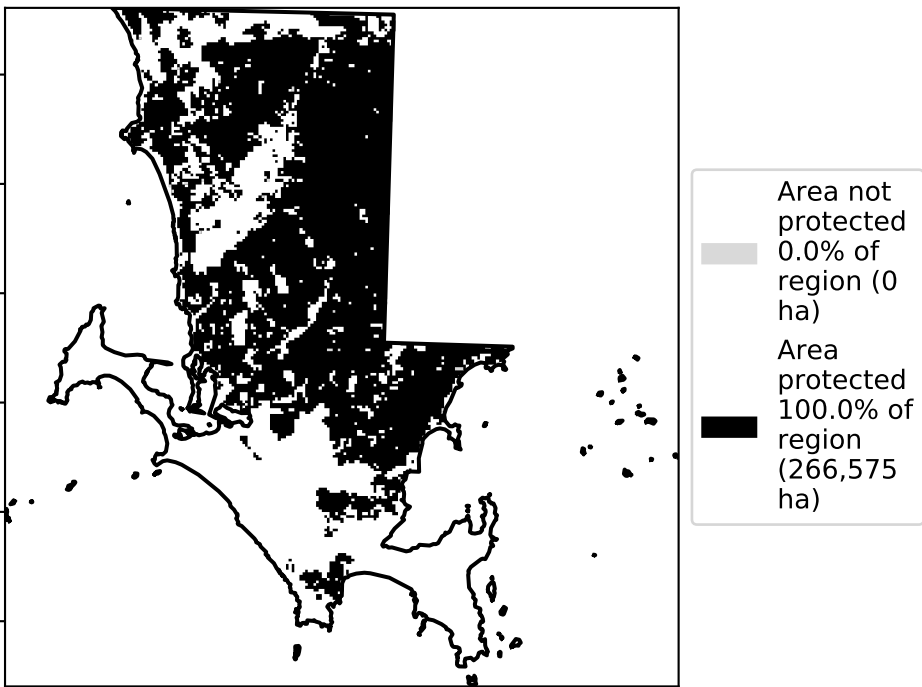 Area not
protected
0.0% of
region (0
ha)
Area
protected
100.0% of
region
(266,575
ha)